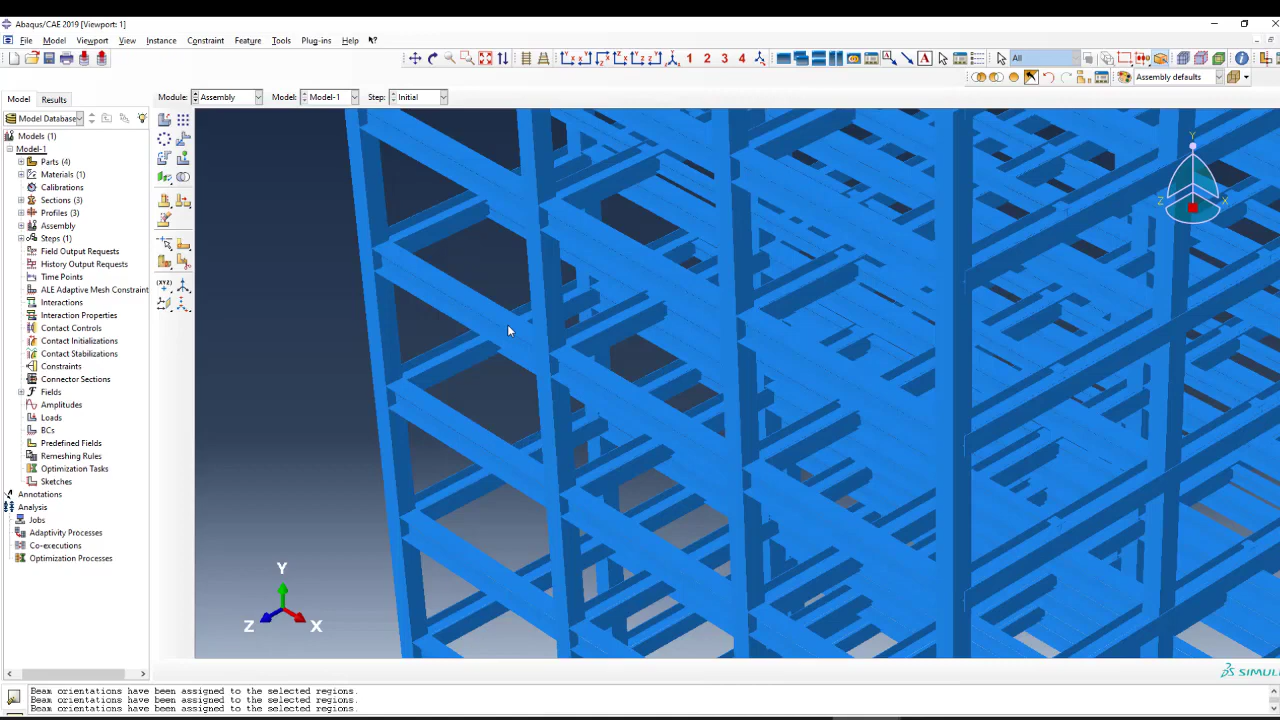 Abaqus/CAE 2019 [Viewport: 1]
File Model Viewport View Instance Constraint Feature Tools Plug-ins Help
1 2 3 4 A All
Assembly defaults
Model Results
Module: Assembly Model: Model-1 Step: Initial
Model Database
Models (1)
Model-1
Parts (4)
Materials (1)
Calibrations
Sections (3)
Profiles (3)
Assembly
Steps (1)
Field Output Requests
History Output Requests
Time Points
ALE Adaptive Mesh Constraint
Interactions
Interaction Properties
Contact Controls
Contact Initializations
Contact Stabilizations
Constraints
Connector Sections
Fields
Amplitudes
Loads
BCs
Predefined Fields
Remeshing Rules
Optimization Tasks
Sketches
Annotations
Analysis
Jobs
Adaptivity Processes
Co-executions
Optimization Processes
(XYZ)
Y
Z X
Y
Z X
SIMULI
Beam orientations have been assigned to the selected regions.
Beam orientations have been assigned to the selected regions.
Beam orientations have been assigned to the selected regions.